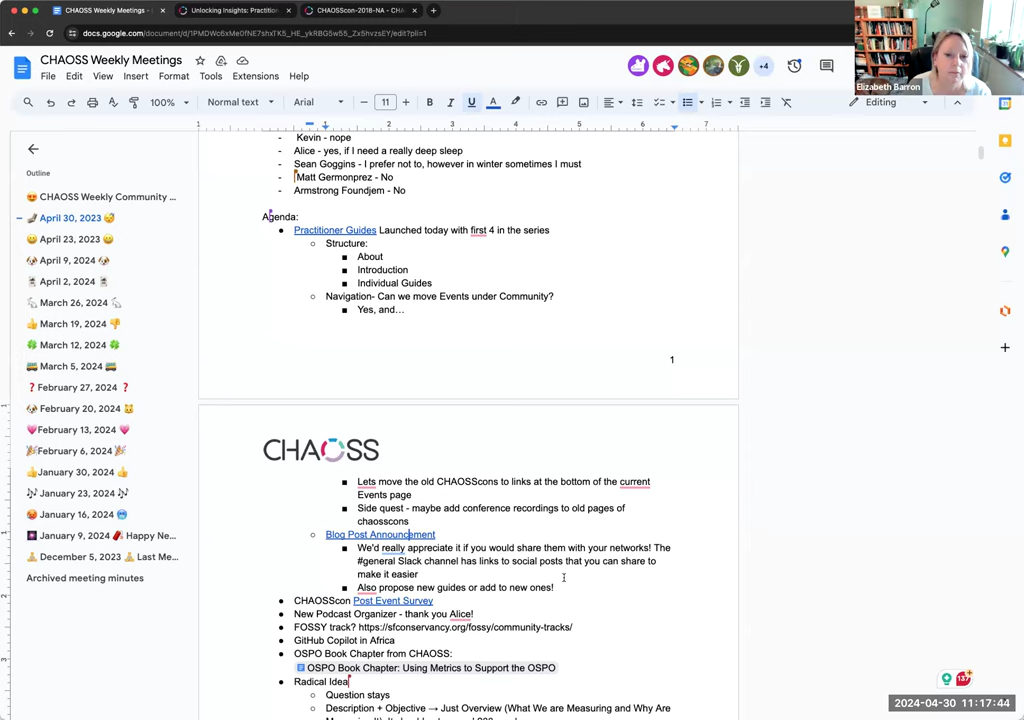 CHAOSS Weekly Meetings -
Unlocking Insights: Practition
CHAOSScon-2018-NA - CHA
docs.google.com/document/d/1PMDWc6xMe0fNE7shxTK5_HE_ykRBG5w55_Zx5hvzsEY/edit?pli=1
CHAOSS Weekly Meetings
File Edit View Insert Format Tools Extensions Help
+4
Elizabeth Barron
100% Normal text Arial 11 B I U A Editing
1 1 2 3 4 5 6 7
Outline
CHAOSS Weekly Community ...
April 30, 2023
April 23, 2024
April 9, 2024
April 2, 2024
March 26, 2024
March 19, 2024
March 12, 2024
March 5, 2024
February 27, 2024
February 20, 2024
February 13, 2024
February 6, 2024
January 30, 2024
January 23, 2024
January 16, 2024
January 9, 2024 Happy Ne...
December 5, 2023 Last Me...
Archived meeting minutes
- Kevin - nope
- Alice - yes, if I need a really deep sleep
- Sean Goggins - I prefer not to, however in winter sometimes I must
- Matt Germonprez - No
- Armstrong Foundjem - No
Agenda:
● Practitioner Guides Launched today with first 4 in the series
○ Structure:
■ About
■ Introduction
■ Individual Guides
○ Navigation- Can we move Events under Community?
■ Yes, and…
1
CHAOSS
■ Lets move the old CHAOSScons to links at the bottom of the current
Events page
■ Side quest - maybe add conference recordings to old pages of
chaosscons
○ Blog Post Announcement
■ We'd really appreciate it if you would share them with your networks! The
#general Slack channel has links to social posts that you can share to
make it easier
■ Also propose new guides or add to new ones!
● CHAOSScon Post Event Survey
● New Podcast Organizer - thank you Alice!
● FOSSY track? https://sfconservancy.org/fossy/community-tracks/
● GitHub Copilot in Africa
● OSPO Book Chapter from CHAOSS:
OSPO Book Chapter: Using Metrics to Support the OSPO
● Radical Idea
○ Question stays
○ Description + Objective → Just Overview (What We are Measuring and Why Are
137
2024-04-30 11:17:44